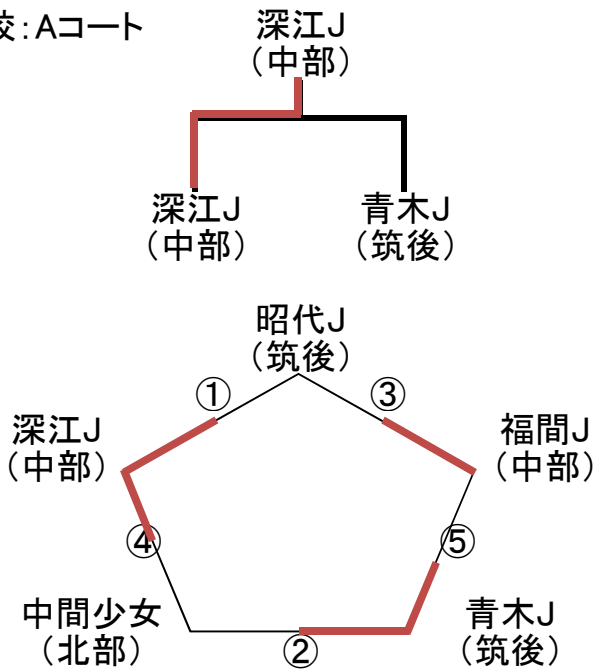 校:Aコート
深江J
(中部)
深江J
(中部)
青木J
(筑後)
昭代J
(筑後)
①
③
深江J
(中部)
福間J
(中部)
④
⑤
中間少女
(北部)
②
青木J
(筑後)